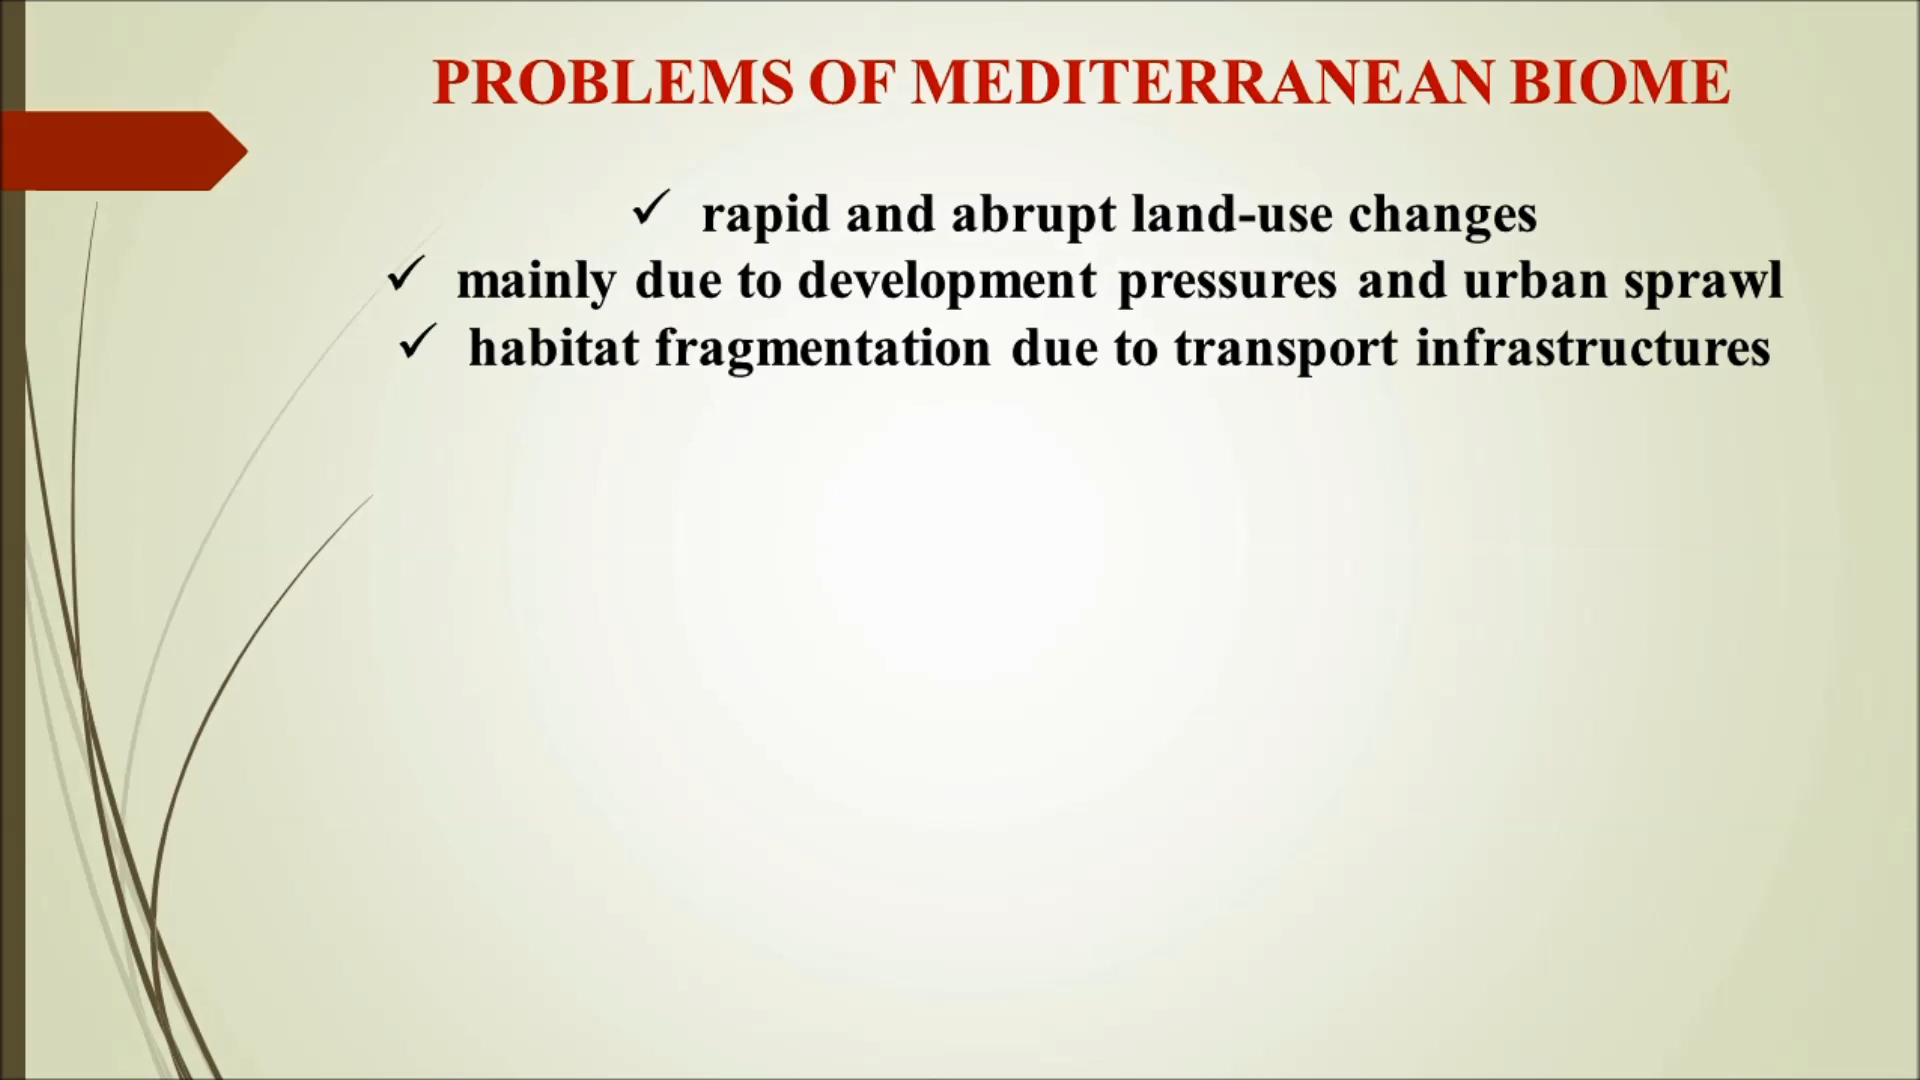 PROBLEMS OF MEDITERRANEAN BIOME
✓ rapid and abrupt land-use changes
✓ mainly due to development pressures and urban sprawl
✓ habitat fragmentation due to transport infrastructures